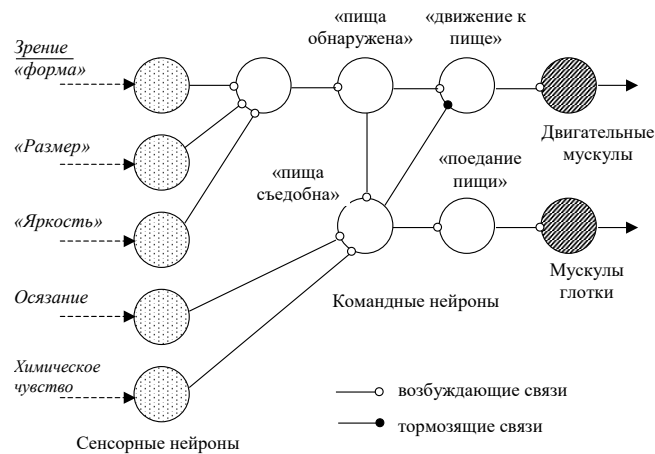 Зрение
«форма»
«пища
обнаружена»
«движение к
пище»
Двигательные
мускулы
«Размер»
«пища
съедобна»
«поедание
пищи»
«Яркость»
Мускулы
глотки
Осязание
Командные нейроны
Химическое
чувство
возбуждающие связи
тормозящие связи
Сенсорные нейроны